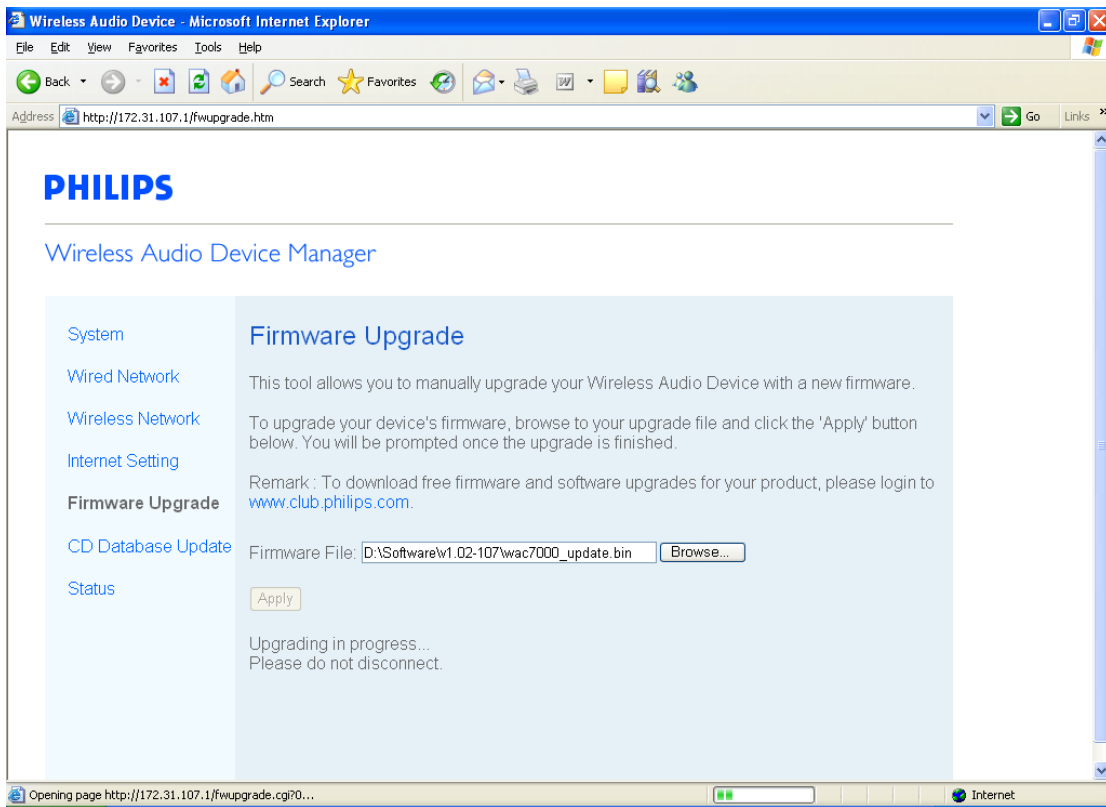 Wireless Audio Device - Microsoft Internet Explorer
File Edit View Favorites Tools Help
Back Search Favorites
Address http://172.31.107.1/fwupgrade.htm Go Links »
PHILIPS
Wireless Audio Device Manager
System
Wired Network
Wireless Network
Internet Setting
Firmware Upgrade
CD Database Update
Status
Firmware Upgrade
This tool allows you to manually upgrade your Wireless Audio Device with a new firmware.
To upgrade your device's firmware, browse to your upgrade file and click the 'Apply' button
below. You will be prompted once the upgrade is finished.
Remark : To download free firmware and software upgrades for your product, please login to
www.club.philips.com.
Firmware File: D:\Software\v1.02-107\wac7000_update.bin Browse...
Apply
Upgrading in progress...
Please do not disconnect.
Opening page http://172.31.107.1/fwupgrade.cgi?0... Internet